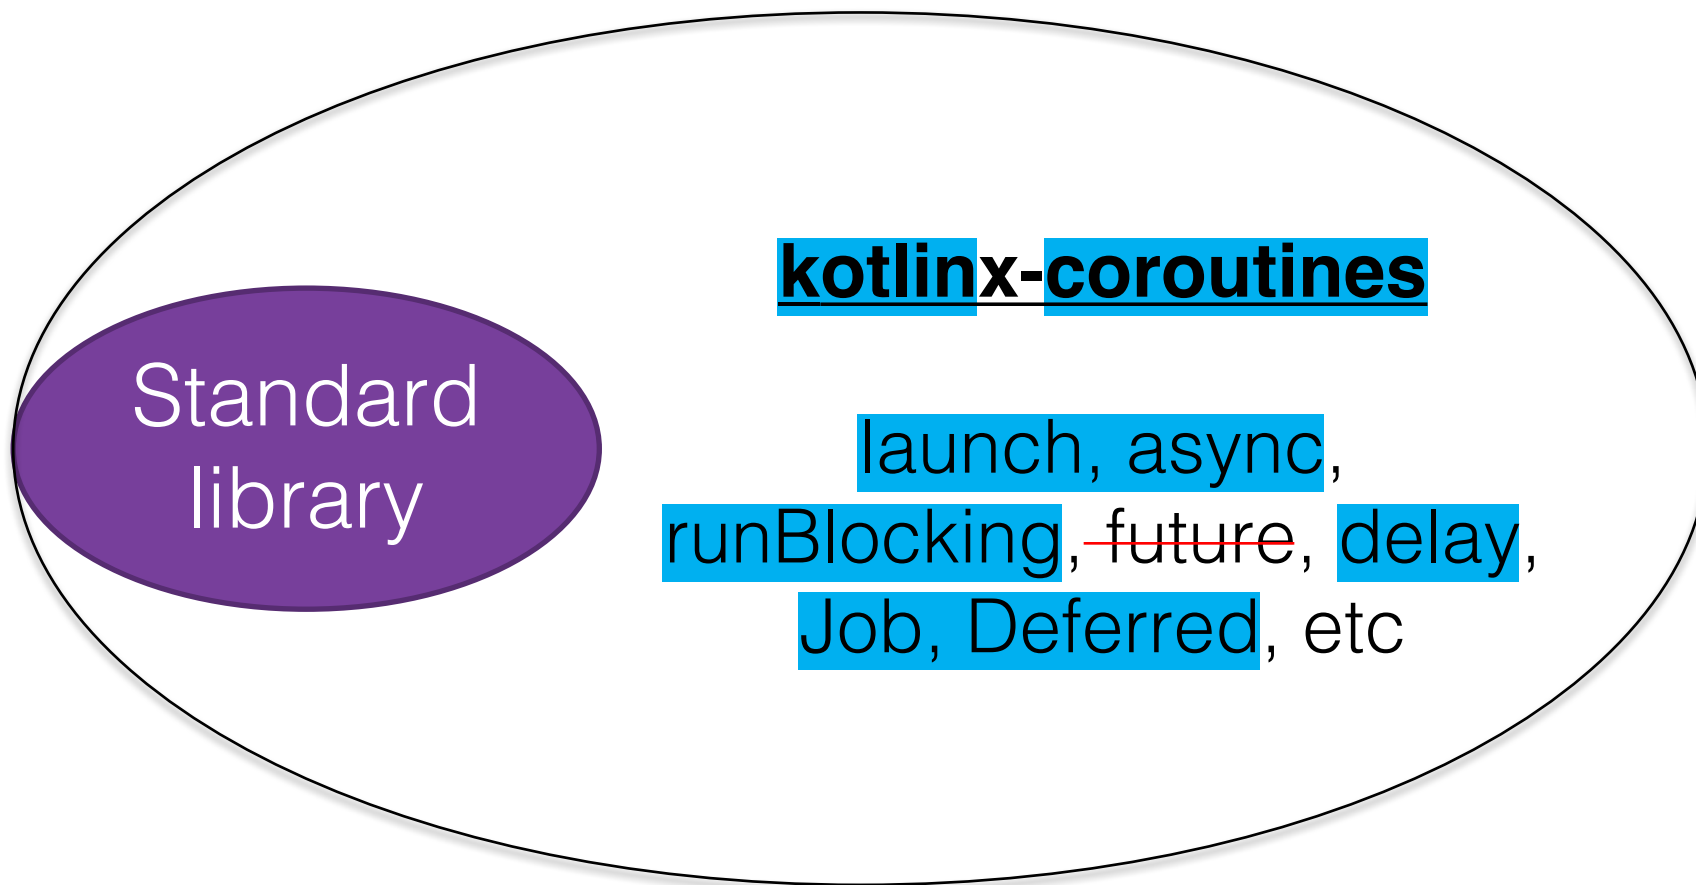 Standard
library
kotlinx-coroutines
launch, async,
runBlocking, future, delay,
Job, Deferred, etc